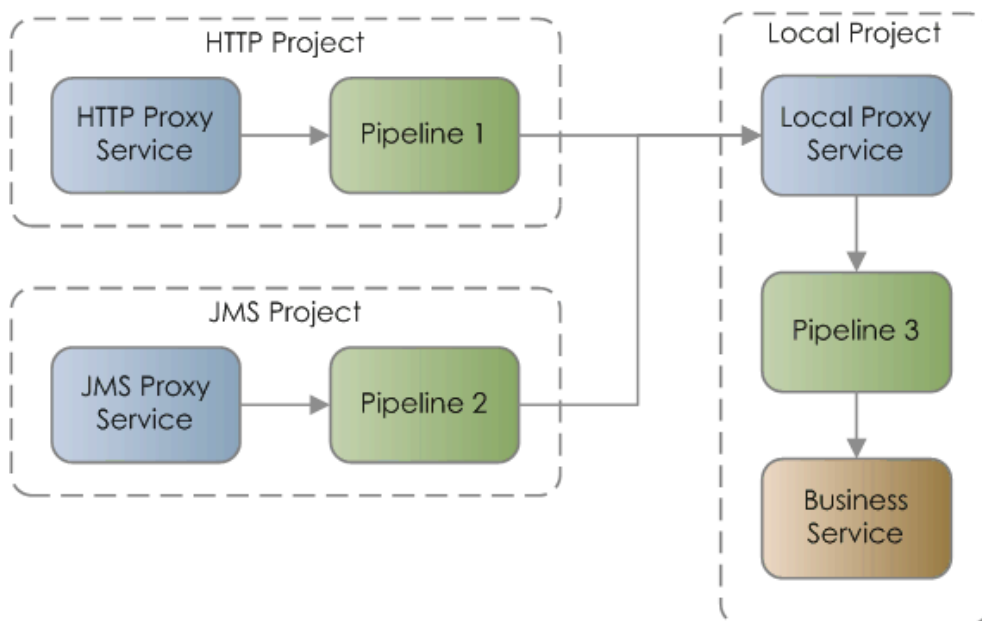 HTTP Project
HTTP Proxy
Service
Pipeline 1
JMS Project
JMS Proxy
Service
Pipeline 2
Local Project
Local Proxy
Service
Pipeline 3
Business
Service